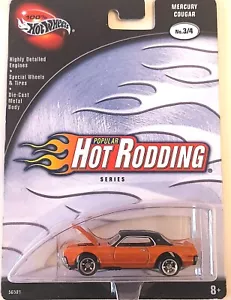 100%
HOT WHEELS
MERCURY
COUGAR
No.3/4
Highly Detailed
Engines
Special Wheels
& Tires
Die-Cast
Metal
Body
POPULAR
HOT RODDING
SERIES
8+